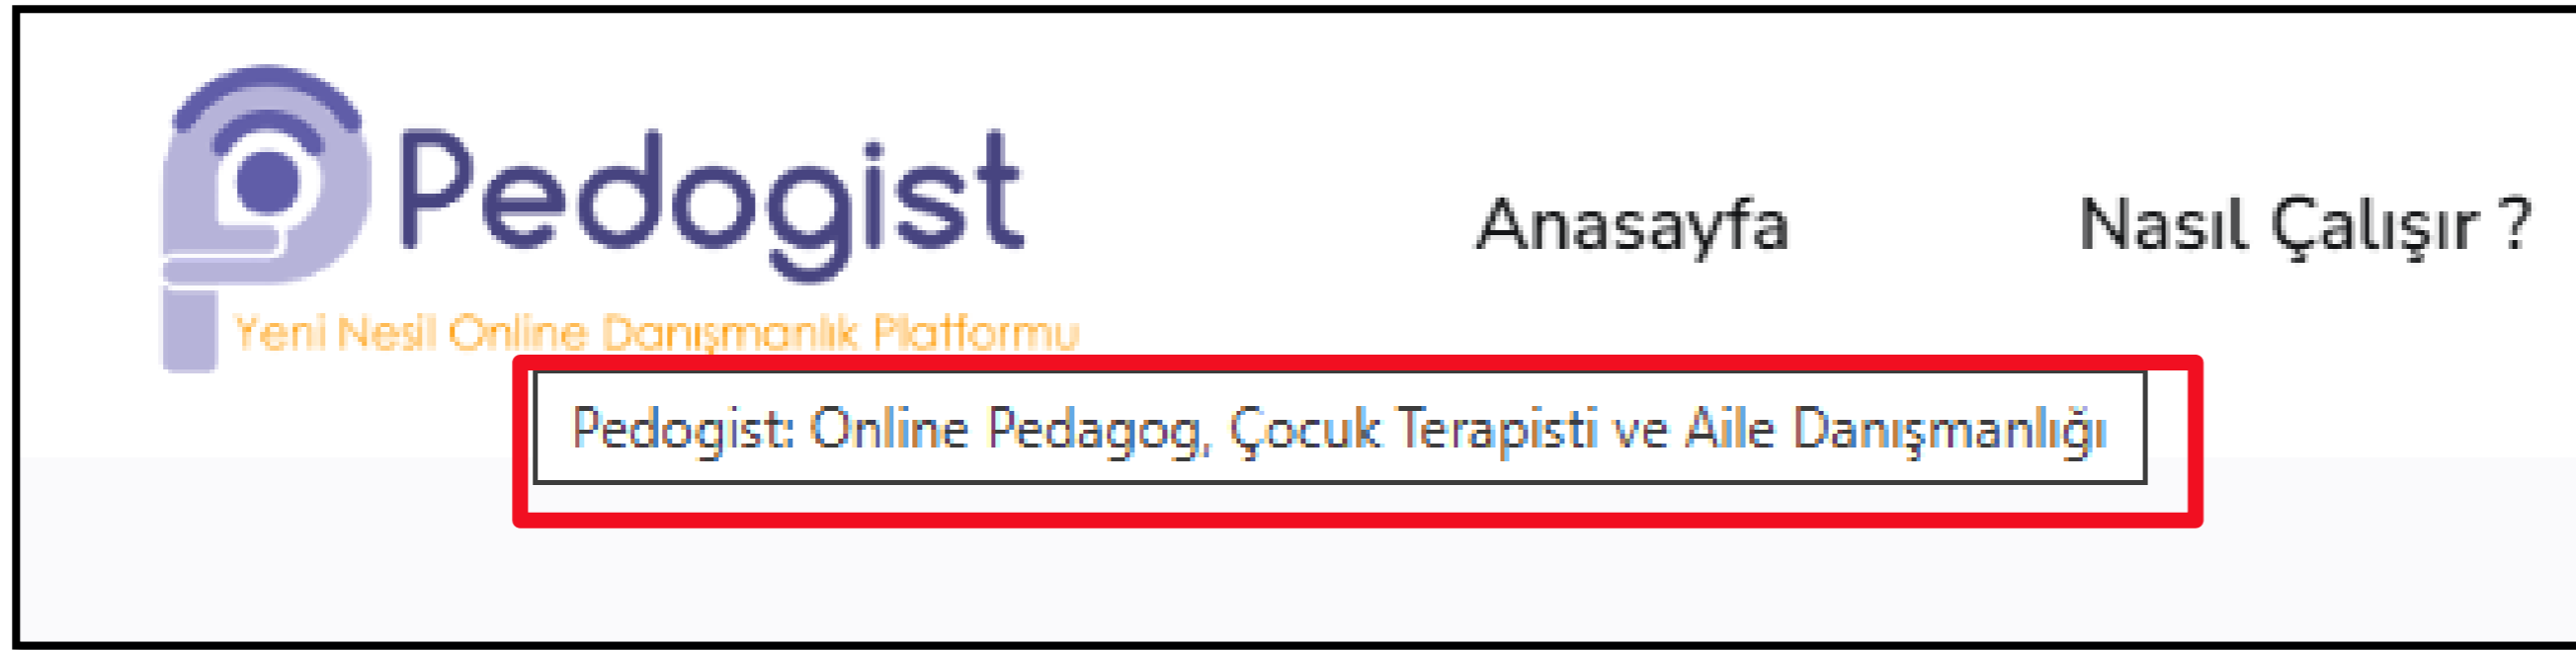 Pedogist
Anasayfa
Nasıl Çalışır ?
Yeni Nesil Online Danışmanlık Platformu
Pedogist: Online Pedagog, Çocuk Terapisti ve Aile Danışmanlığı